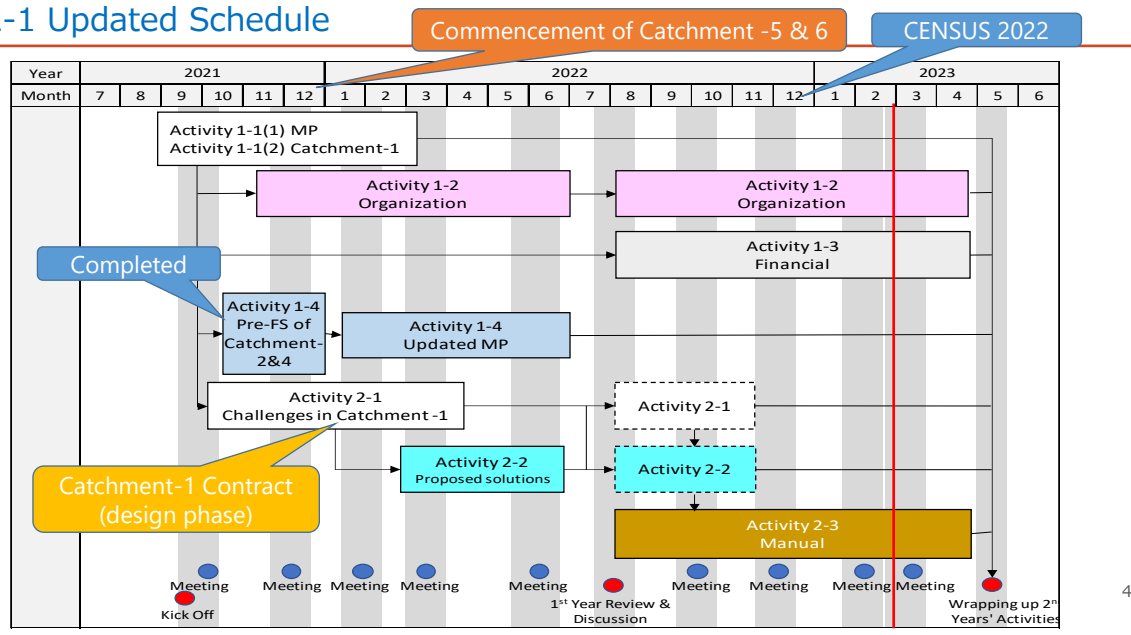 -1 Updated Schedule
Commencement of Catchment -5 & 6
CENSUS 2022
Year 2021 2022 2023
Month 7 8 9 10 11 12 1 2 3 4 5 6 7 8 9 10 11 12 1 2 3 4 5 6
Activity 1-1(1) MP
Activity 1-1(2) Catchment-1
Activity 1-2
Organization
Activity 1-2
Organization
Activity 1-3
Financial
Completed
Activity 1-4
Pre-FS of
Catchment-
2&4
Activity 1-4
Updated MP
Activity 2-1
Challenges in Catchment -1
Activity 2-1
Activity 2-2
Proposed solutions
Activity 2-2
Catchment-1 Contract
(design phase)
Activity 2-3
Manual
Meeting Meeting Meeting Meeting Meeting Meeting Meeting Meeting Meeting
Kick Off
1st Year Review &
Discussion
Wrapping up 2n
Years' Activities
4